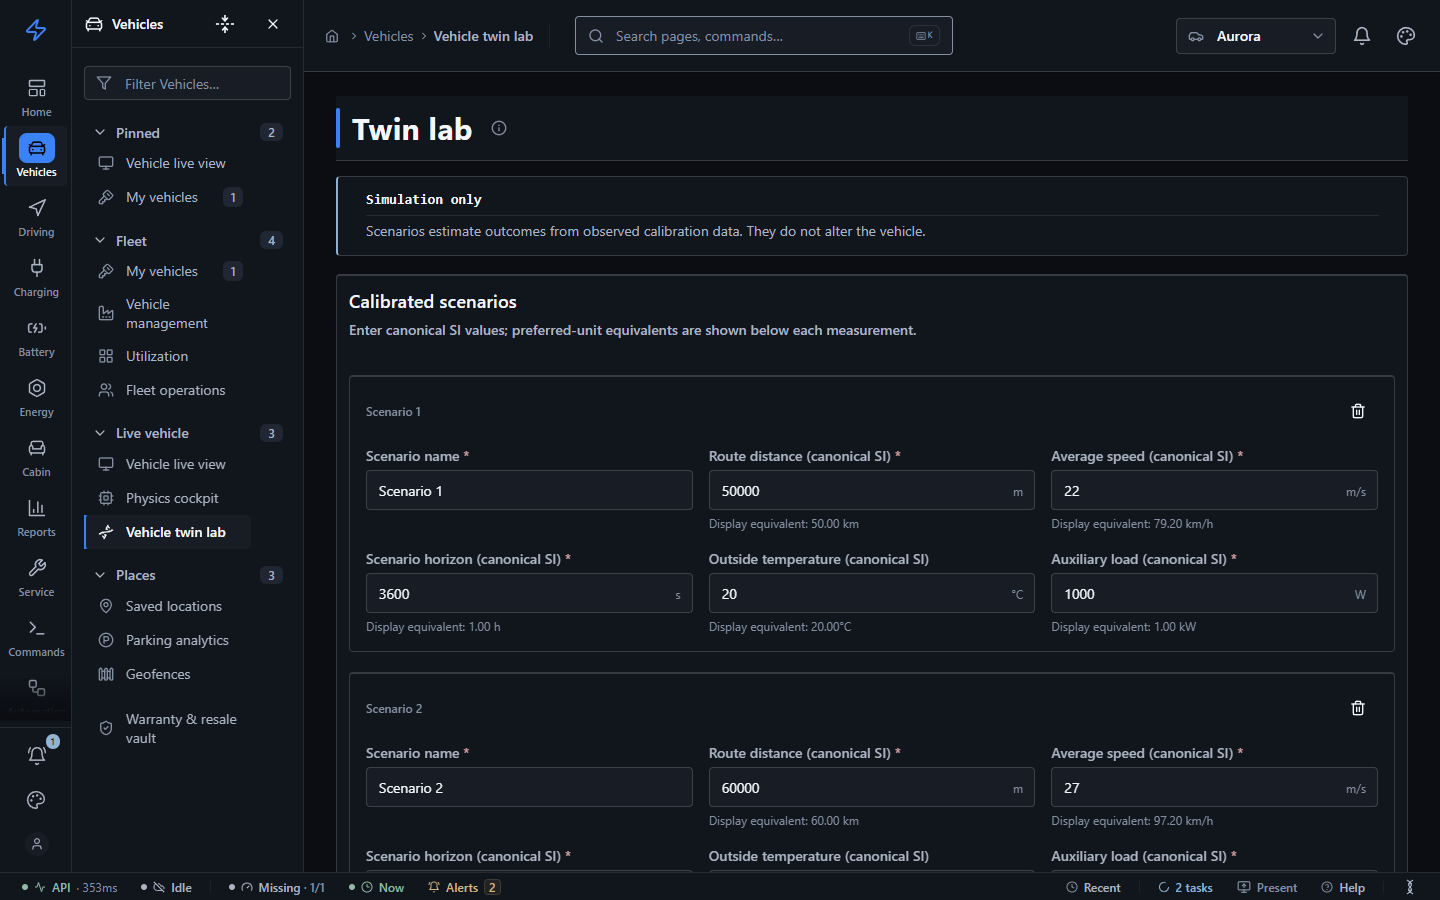 Vehicles
Vehicles
Vehicle twin lab
Search pages, commands...
K
Aurora
Home
Vehicles
Driving
Charging
Battery
Energy
Cabin
Reports
Service
Commands
1
Filter Vehicles...
Pinned
2
Vehicle live view
My vehicles
1
Fleet
4
My vehicles
1
Vehicle
management
Utilization
Fleet operations
Live vehicle
3
Vehicle live view
Physics cockpit
Vehicle twin lab
Places
3
Saved locations
Parking analytics
Geofences
Warranty & resale
vault
Twin lab
Simulation only
Scenarios estimate outcomes from observed calibration data. They do not alter the vehicle.
Calibrated scenarios
Enter canonical SI values; preferred-unit equivalents are shown below each measurement.
Scenario 1
Scenario name *
Route distance (canonical SI) *
Average speed (canonical SI) *
Scenario 1
50000 m
22 m/s
Display equivalent: 50.00 km
Display equivalent: 79.20 km/h
Scenario horizon (canonical SI) *
Outside temperature (canonical SI)
Auxiliary load (canonical SI) *
3600 s
20 °C
1000 W
Display equivalent: 1.00 h
Display equivalent: 20.00°C
Display equivalent: 1.00 kW
Scenario 2
Scenario name *
Route distance (canonical SI) *
Average speed (canonical SI) *
Scenario 2
60000 m
27 m/s
Display equivalent: 60.00 km
Display equivalent: 97.20 km/h
Scenario horizon (canonical SI) *
Outside temperature (canonical SI)
Auxiliary load (canonical SI) *
API · 353ms
Idle
Missing · 1/1
Now
Alerts 2
Recent
2 tasks
Present
Help